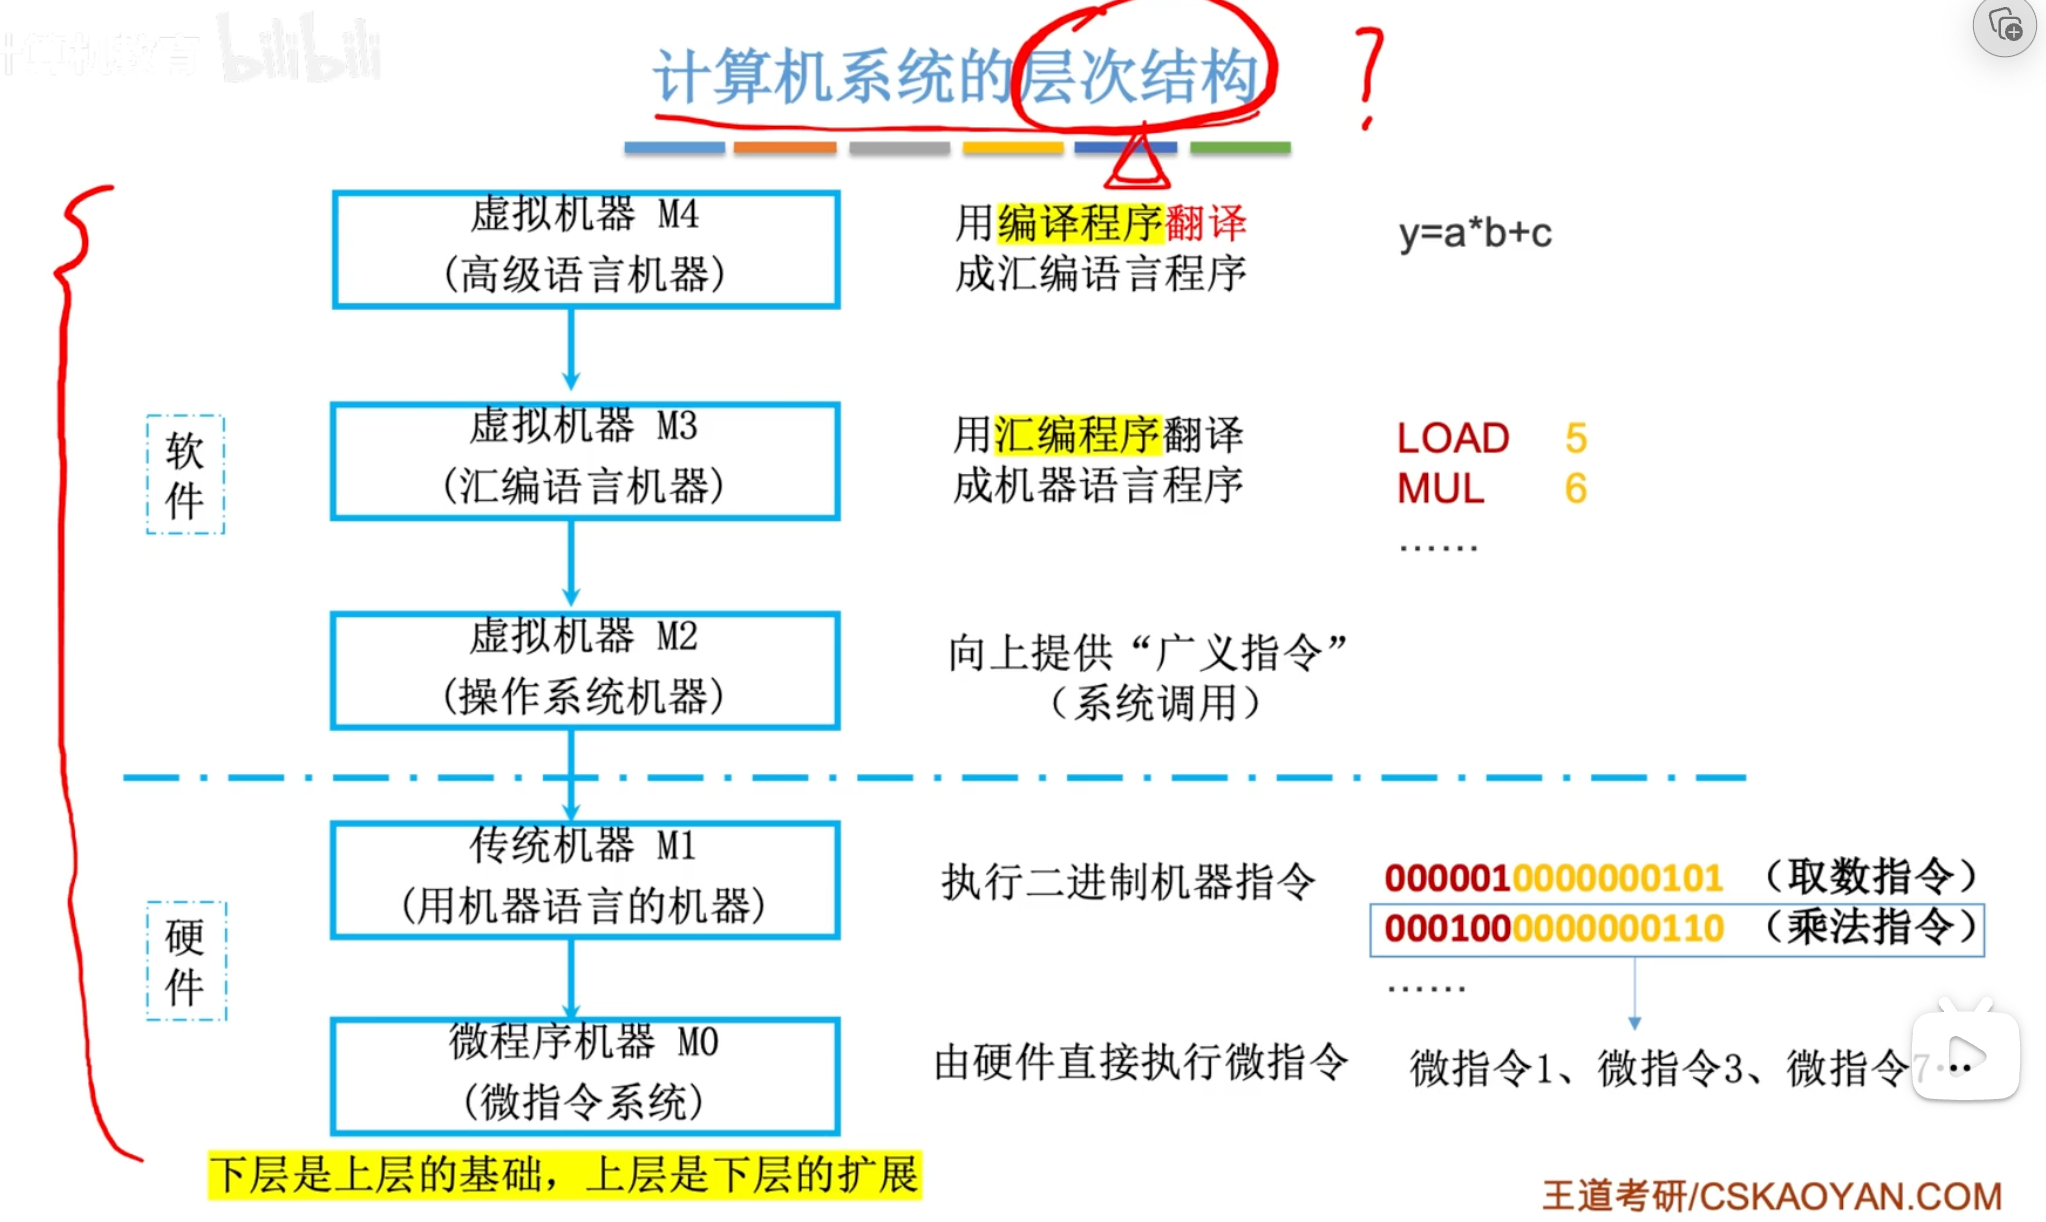 计算机教育 bilibili
计算机系统的层次结构 ?
虚拟机器 M4
(高级语言机器)
用编译程序翻译
成汇编语言程序
y=a*b+c
虚拟机器 M3
(汇编语言机器)
用汇编程序翻译
成机器语言程序
LOAD 5
MUL 6
……
软
件
虚拟机器 M2
(操作系统机器)
向上提供“广义指令”
（系统调用）
传统机器 M1
(用机器语言的机器)
执行二进制机器指令
0000010000000101 （取数指令）
0001000000000110 （乘法指令）
……
硬
件
微程序机器 M0
(微指令系统)
由硬件直接执行微指令
微指令1、微指令3、微指令7…
下层是上层的基础，上层是下层的扩展
王道考研/CSKAOYAN.COM